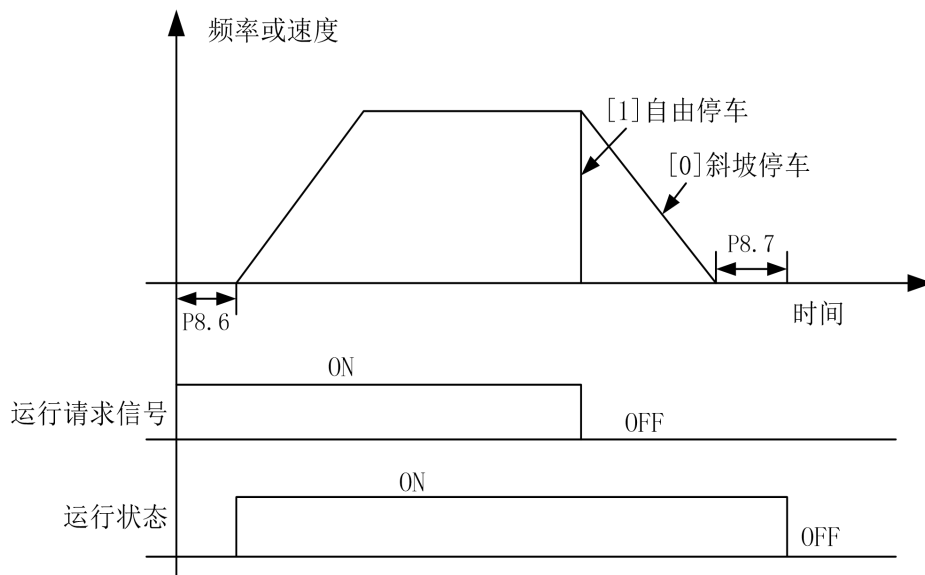 频率或速度
[1]自由停车
[0]斜坡停车
P8.7
P8.6
时间
ON
运行请求信号
OFF
ON
运行状态
OFF